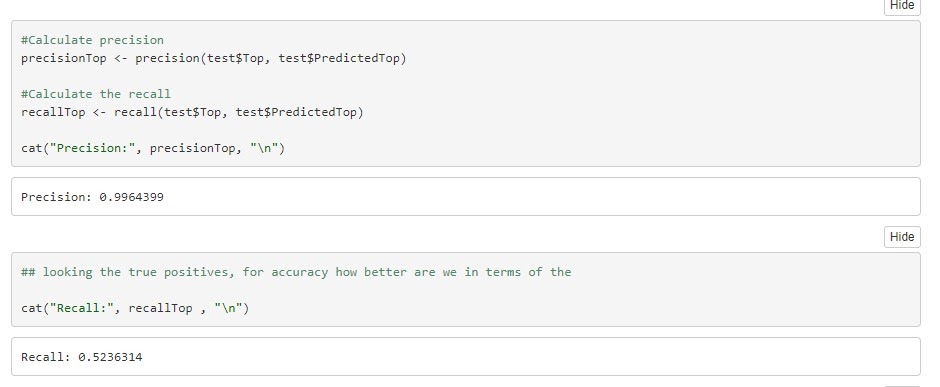 Hide
#Calculate precision
precisionTop <- precision(test$Top, test$PredictedTop)
#Calculate the recall
recallTop <- recall(test$Top, test$PredictedTop)
cat("Precision:", precisionTop, "\n")
Precision: 0.9964399
Hide
## looking the true positives, for accuracy how better are we in terms of the
cat("Recall:", recallTop , "\n")
Recall: 0.5236314